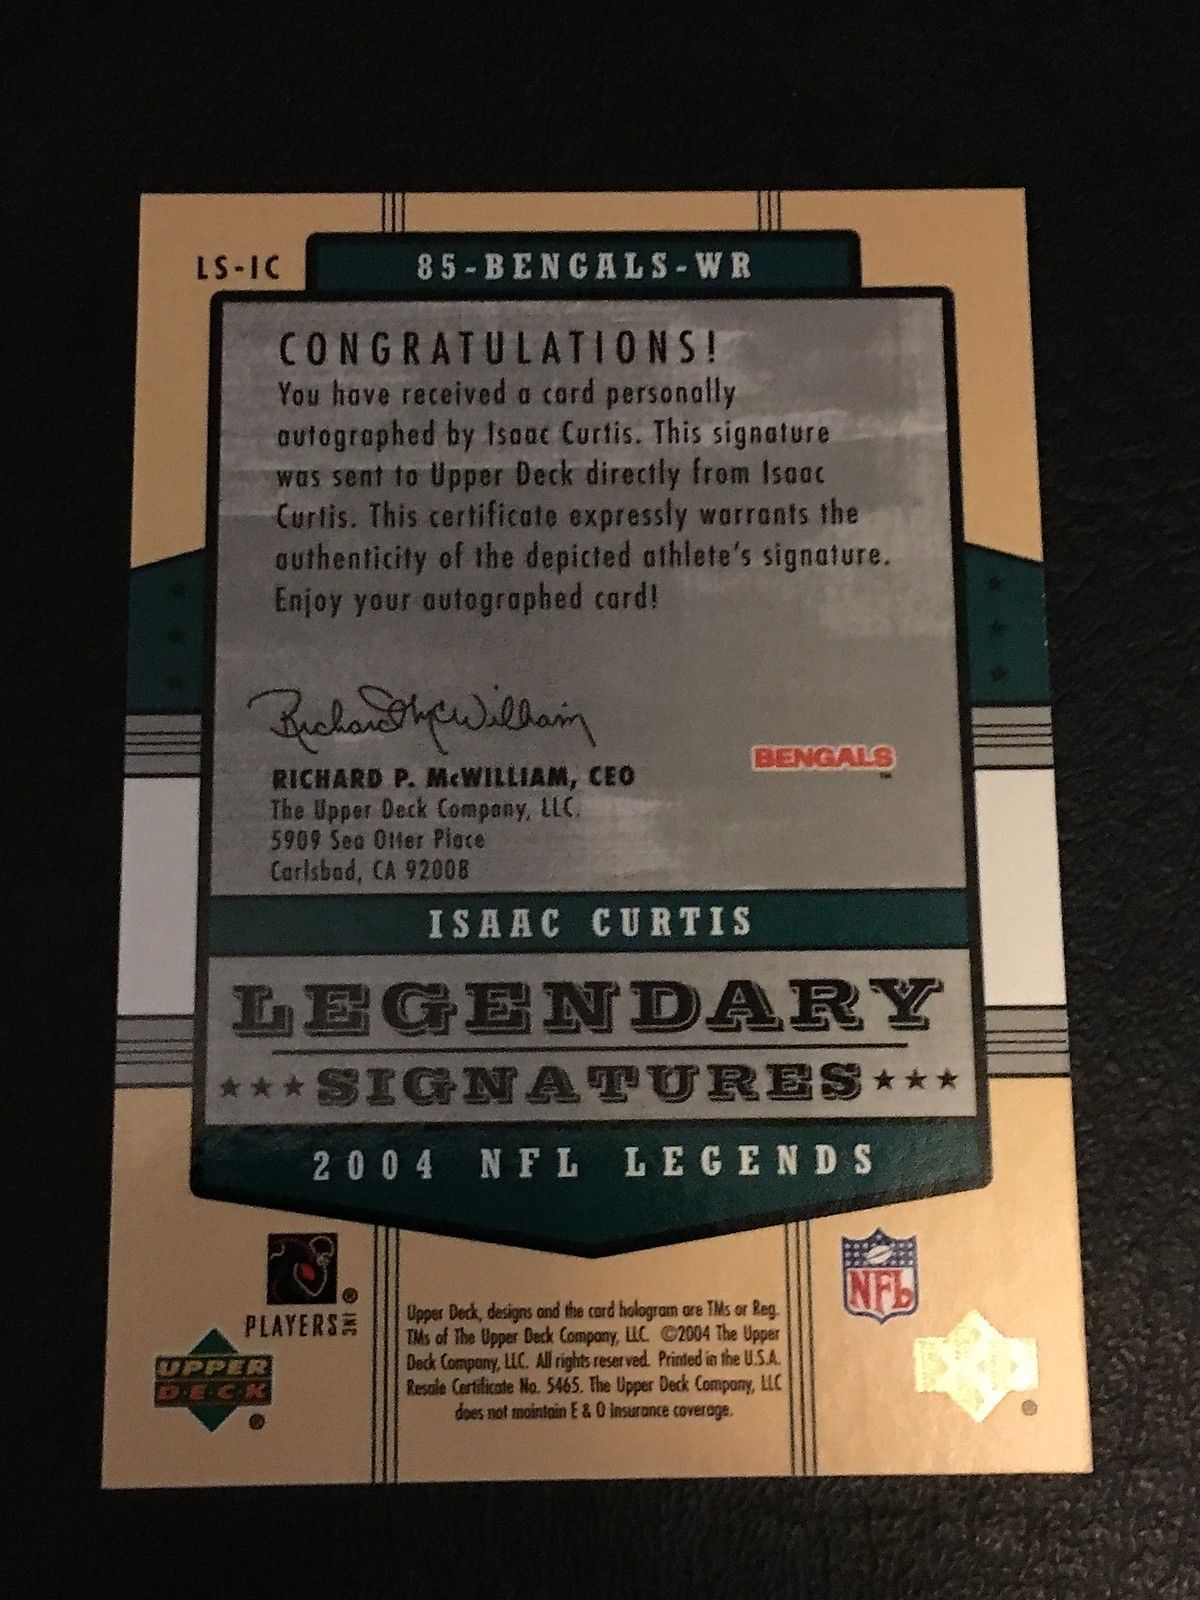 LS-IC
85-BENGALS-WR
CONGRATULATIONS!
You have received a card personally
autographed by Isaac Curtis. This signature
was sent to Upper Deck directly from Isaac
Curtis. This certificate expressly warrants the
authenticity of the depicted athlete's signature.
Enjoy your autographed card!
Richard McWilliam
RICHARD P. McWILLIAM, CEO
The Upper Deck Company, LLC.
5909 Sea Otter Place
Carlsbad, CA 92008
BENGALS™
ISAAC CURTIS
LEGENDARY
★★★ SIGNATURES ★★★
2004 NFL LEGENDS
®
PLAYERS INC
UPPER
DECK
®
Upper Deck, designs and the card hologram are TMs or Reg.
TMs of The Upper Deck Company, LLC. ©2004 The Upper
Deck Company, LLC. All rights reserved. Printed in the U.S.A.
Resale Certificate No. 5465. The Upper Deck Company, LLC
does not maintain E & O Insurance coverage.
NFL
®